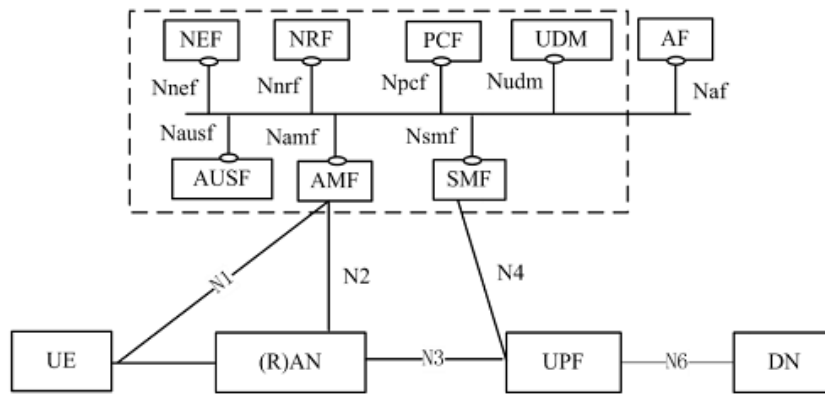 NEF NRF PCF UDM AF
Nnef Nnrf Npcf Nudm Naf
Nausf Namf Nsmf
AUSF AMF SMF
N1 N2 N4
UE (R)AN N3 UPF N6 DN